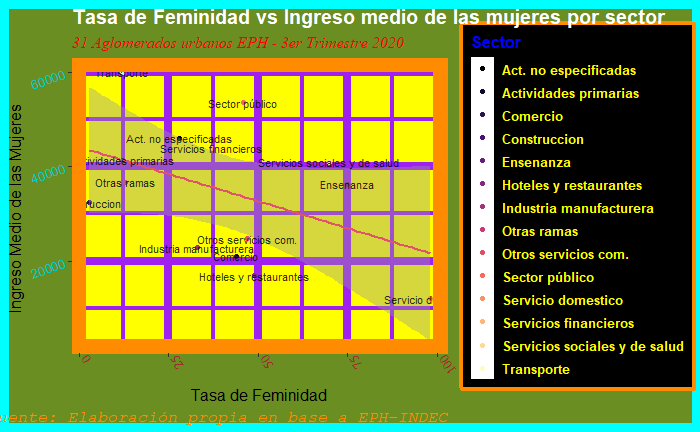 Tasa de Feminidad vs Ingreso medio de las mujeres por sector
31 Aglomerados urbanos EPH - 3er Trimestre 2020
Ingreso Medio de las Mujeres
60000
40000
20000
Transporte
Sector público
Act. no especificadas
Servicios financieros
ividades primarias
Servicios sociales y de salud
Otras ramas
Ensenanza
ruccion
Otros servicios com.
Industria manufacturera
Comercio
Hoteles y restaurantes
Servicio d
0
25
50
75
100
Tasa de Feminidad
uente: Elaboración propia en base a EPH-INDEC
Sector
Act. no especificadas
Actividades primarias
Comercio
Construccion
Ensenanza
Hoteles y restaurantes
Industria manufacturera
Otras ramas
Otros servicios com.
Sector público
Servicio domestico
Servicios financieros
Servicios sociales y de salud
Transporte